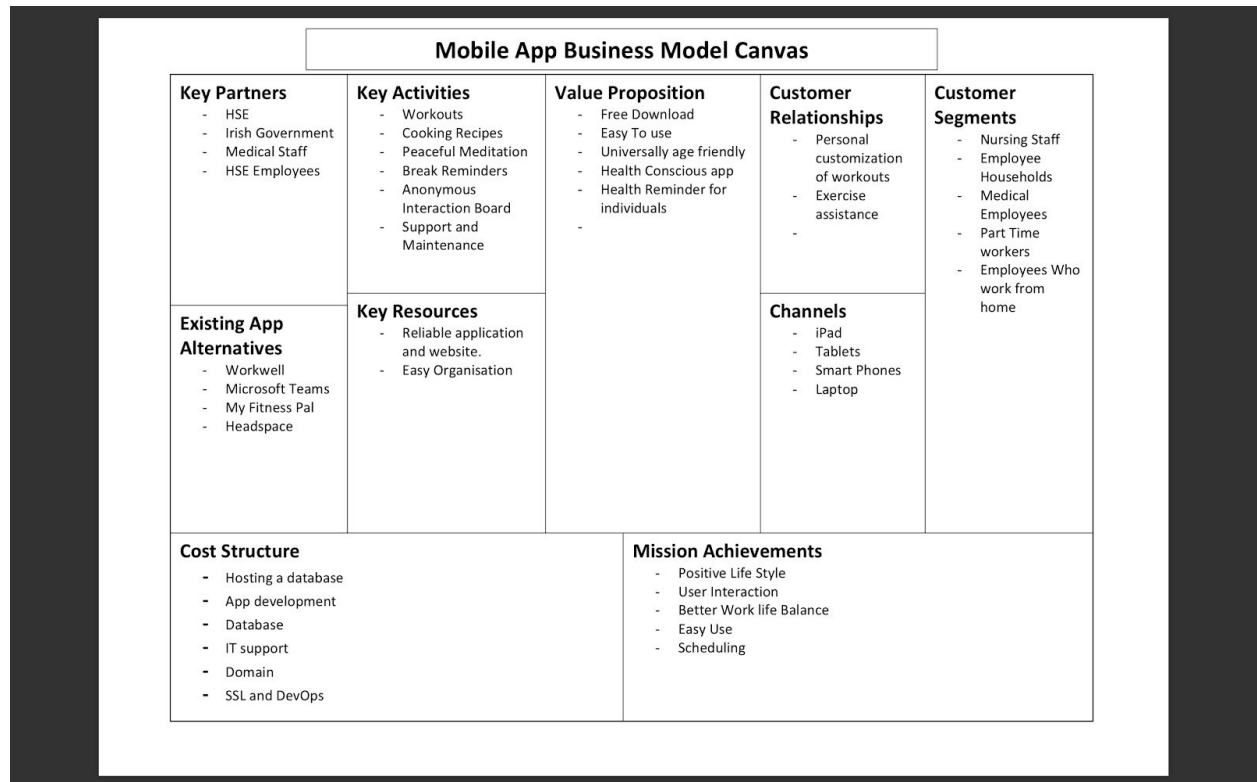 Mobile App Business Model Canvas
Key Partners
- HSE
- Irish Government
- Medical Staff
- HSE Employees
Existing App
Alternatives
- Workwell
- Microsoft Teams
- My Fitness Pal
- Headspace
Key Activities
- Workouts
- Cooking Recipes
- Peaceful Meditation
- Break Reminders
- Anonymous
Interaction Board
- Support and
Maintenance
Key Resources
- Reliable application
and website.
- Easy Organisation
Value Proposition
- Free Download
- Easy To use
- Universally age friendly
- Health Conscious app
- Health Reminder for
individuals
-
Customer
Relationships
- Personal
customization
of workouts
- Exercise
assistance
-
Channels
- iPad
- Tablets
- Smart Phones
- Laptop
Customer
Segments
- Nursing Staff
- Employee
Households
- Medical
Employees
- Part Time
workers
- Employees Who
work from
home
Cost Structure
- Hosting a database
- App development
- Database
- IT support
- Domain
- SSL and DevOps
Mission Achievements
- Positive Life Style
- User Interaction
- Better Work life Balance
- Easy Use
- Scheduling